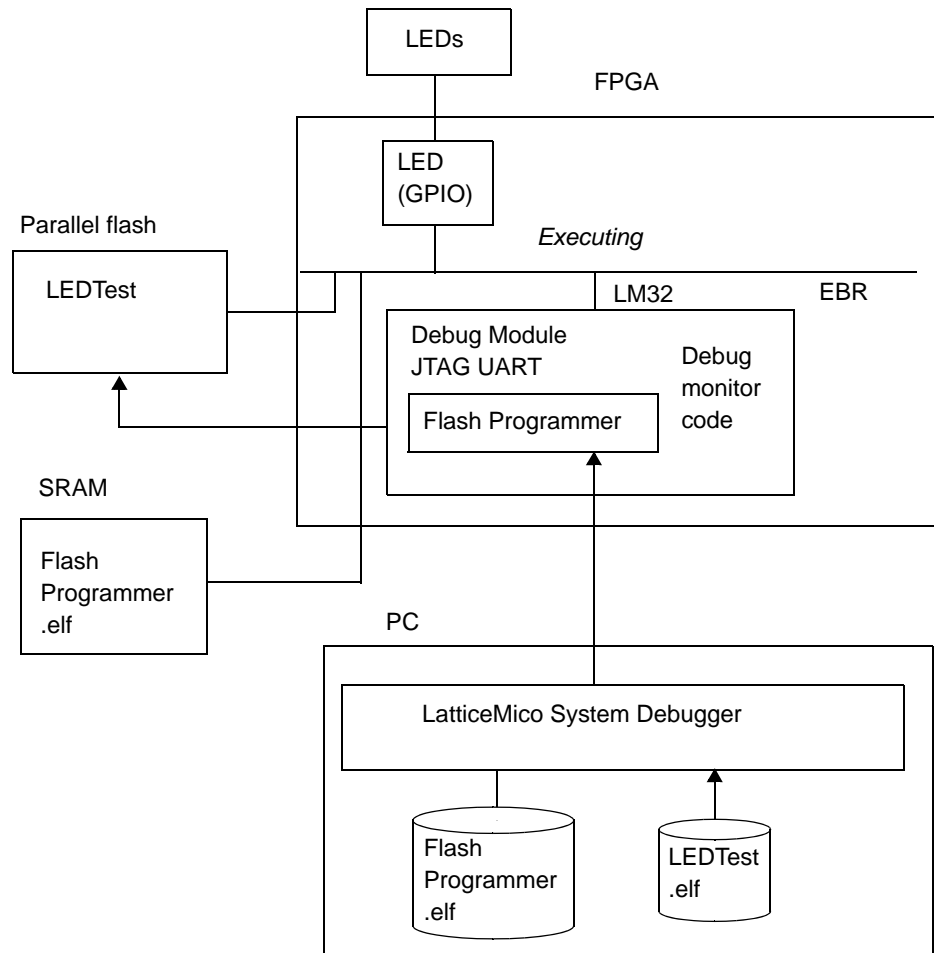 LEDs
FPGA
LED
(GPIO)
Parallel flash
Executing
LEDTest
LM32
EBR
Debug Module
JTAG UART
Debug
monitor
code
Flash Programmer
SRAM
Flash
Programmer
.elf
PC
LatticeMico System Debugger
Flash
Programmer
.elf
LEDTest
.elf